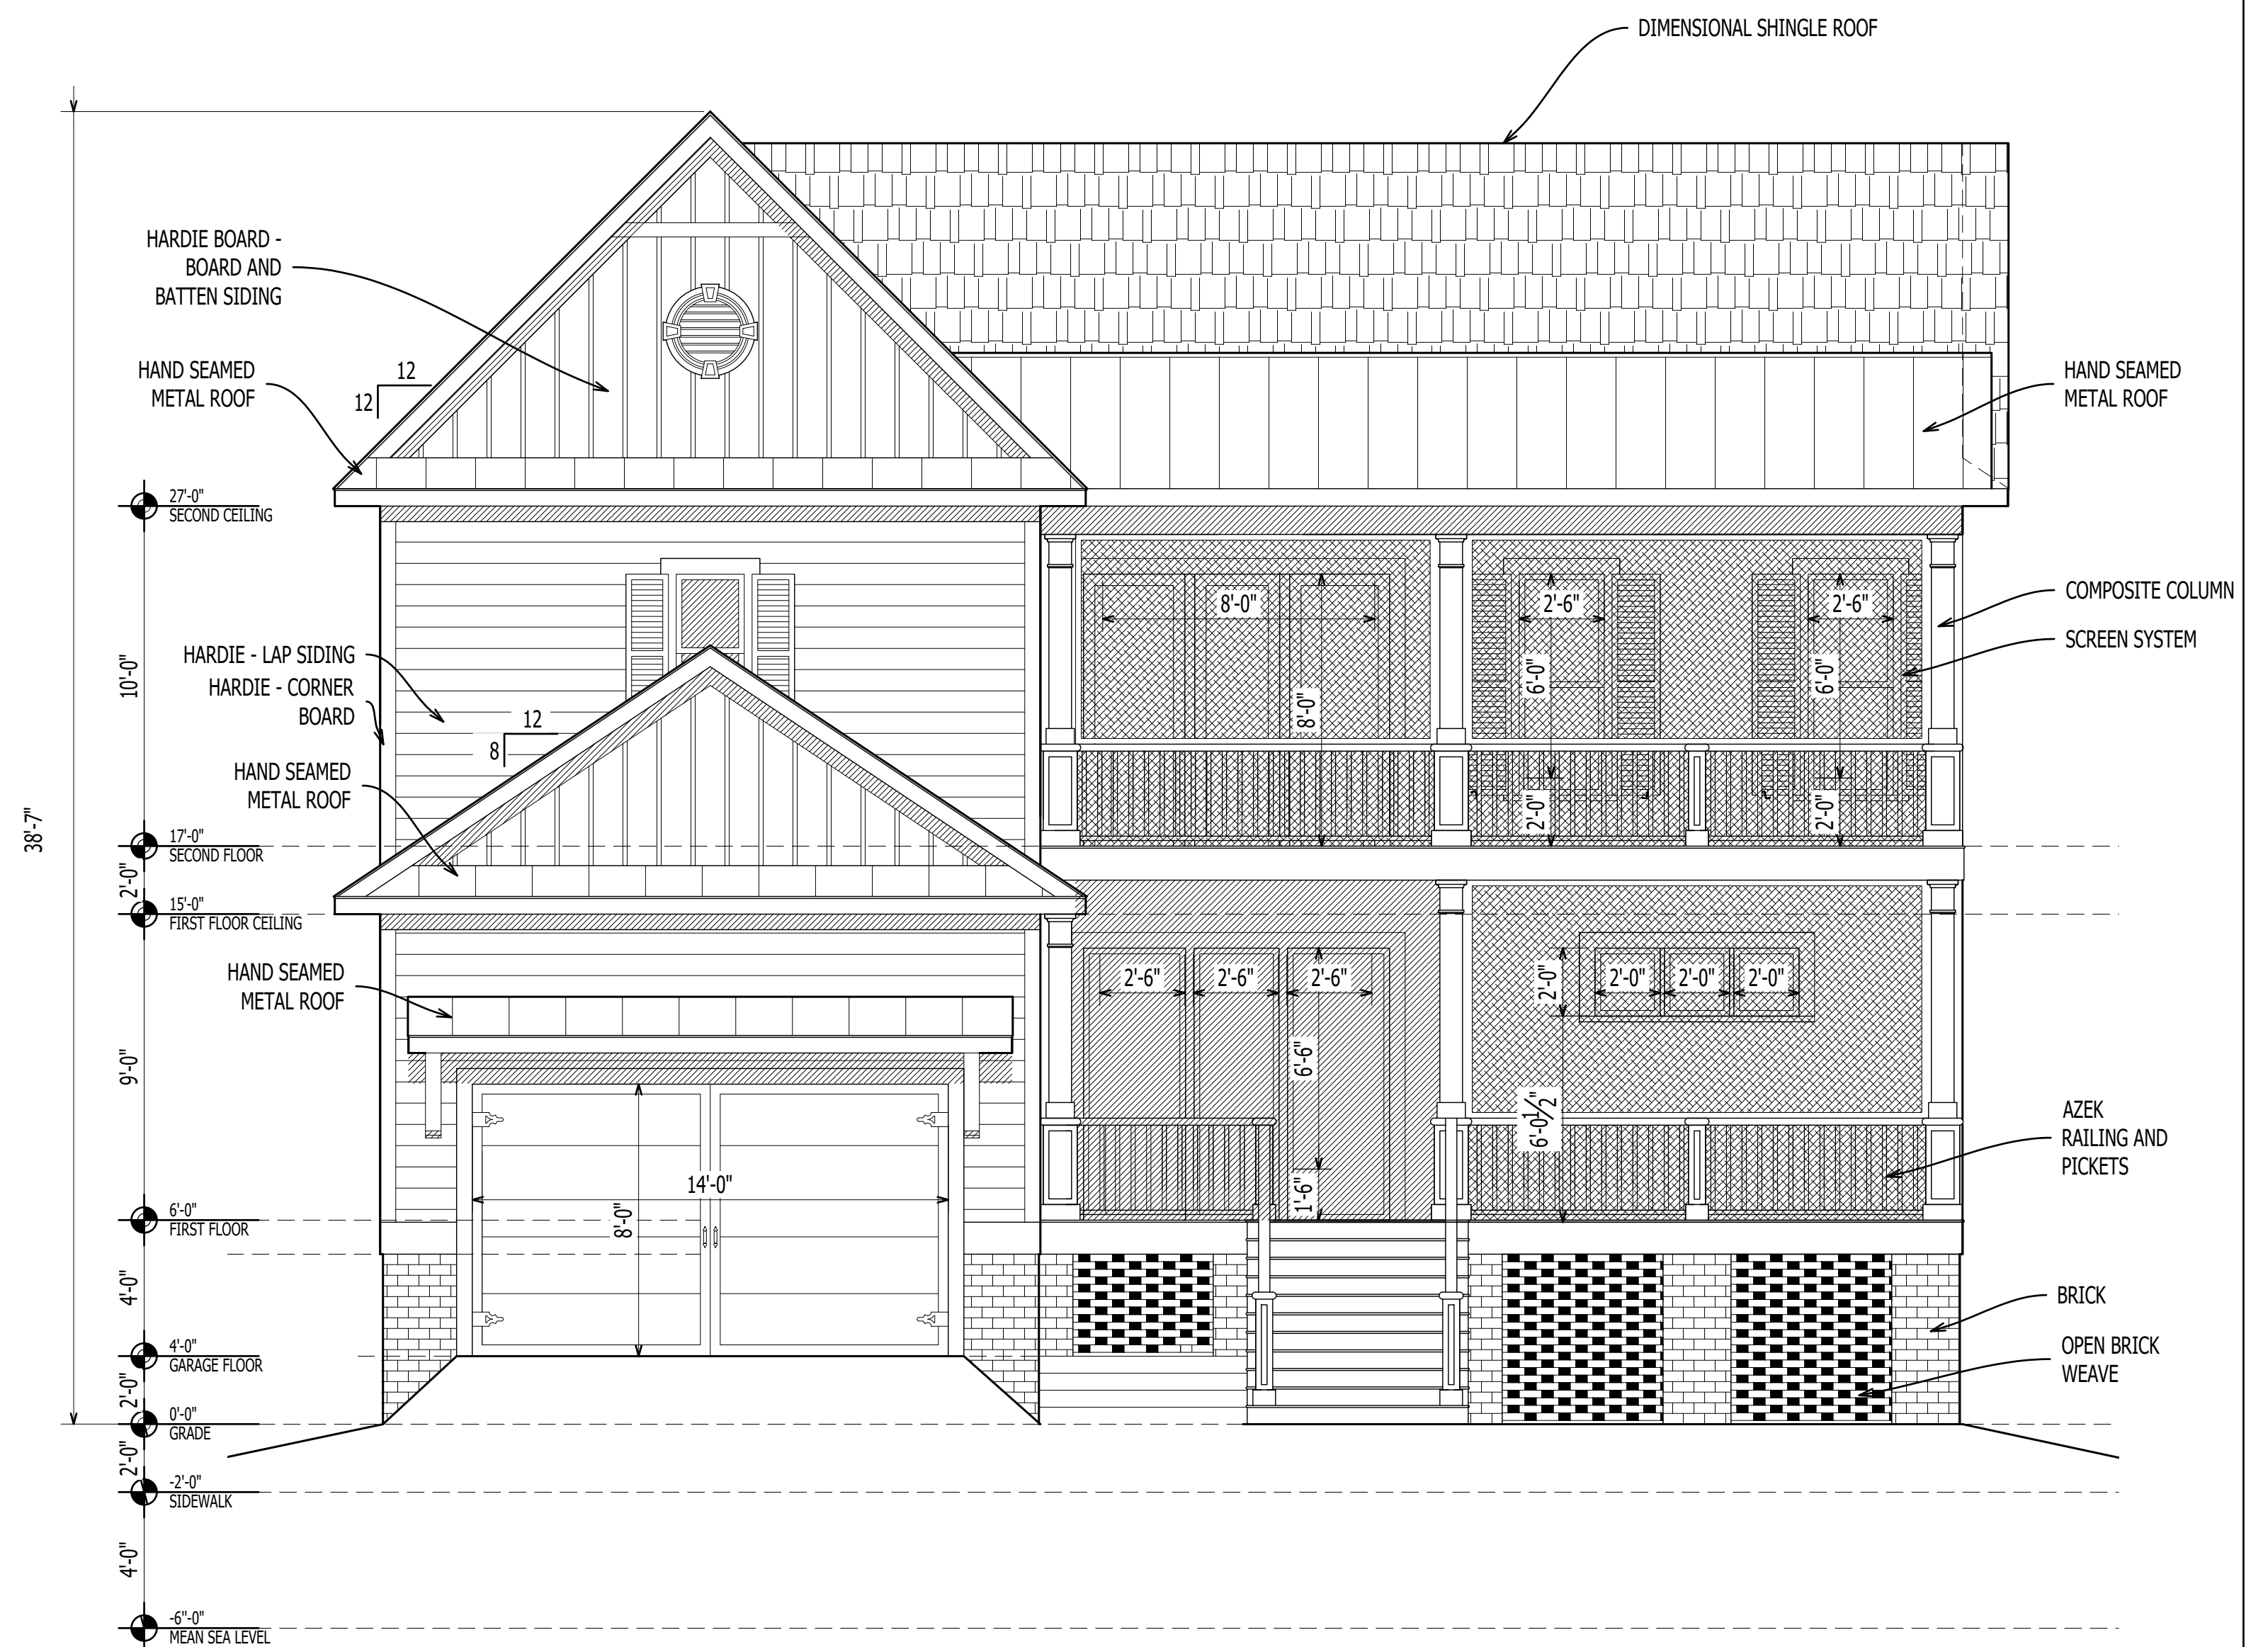 DIMENSIONAL SHINGLE ROOF
HARDIE BOARD -
BOARD AND
BATTEN SIDING
HAND SEAMED
METAL ROOF
12
12
HAND SEAMED
METAL ROOF
27'-0"
SECOND CEILING
COMPOSITE COLUMN
SCREEN SYSTEM
8'-0"
2'-6"
2'-6"
10'-0"
HARDIE - LAP SIDING
HARDIE - CORNER
BOARD
12
8
8'-0"
6'-0"
6'-0"
HAND SEAMED
METAL ROOF
38'-7"
2'-0"
2'-0"
17'-0"
SECOND FLOOR
2'-0"
15'-0"
FIRST FLOOR CEILING
HAND SEAMED
METAL ROOF
2'-6"
2'-6"
2'-6"
2'-0"
2'-0"
2'-0"
2'-0"
9'-0"
6'-6"
6'-0 1/2"
AZEK
RAILING AND
PICKETS
14'-0"
8'-0"
1'-6"
6'-0"
FIRST FLOOR
4'-0"
BRICK
OPEN BRICK
WEAVE
4'-0"
GARAGE FLOOR
2'-0"
0'-0"
GRADE
2'-0"
-2'-0"
SIDEWALK
4'-0"
-6"-0"
MEAN SEA LEVEL